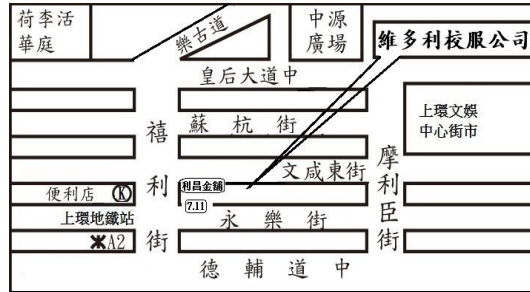 荷李活
華庭
樂古道
中源
廣場
維多利校服公司
皇后大道中
上環文娛
中心街市
蘇杭街
禧利街
文咸東街
摩利臣街
便利店 K
利昌金舖
7.11
上環地鐵站
A2
永樂街
德輔道中